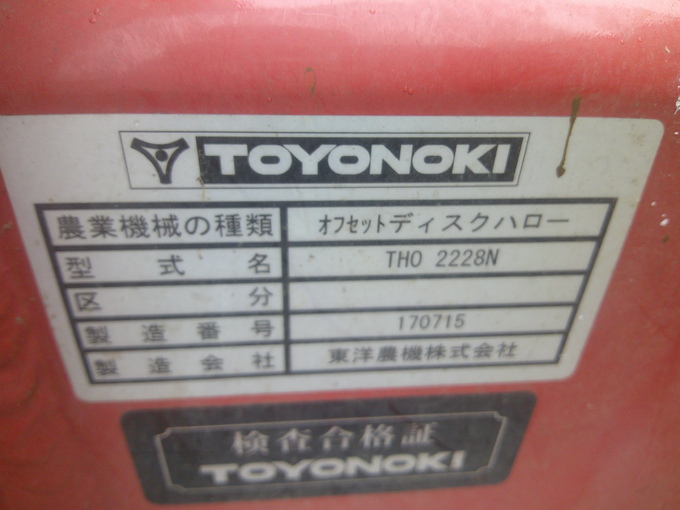 TOYONOKI
農業機械の種類 オフセットディスクハロー
型式名 THO 2228N
区分
製造番号 170715
製造会社 東洋農機株式会社
検査合格証
TOYONOKI